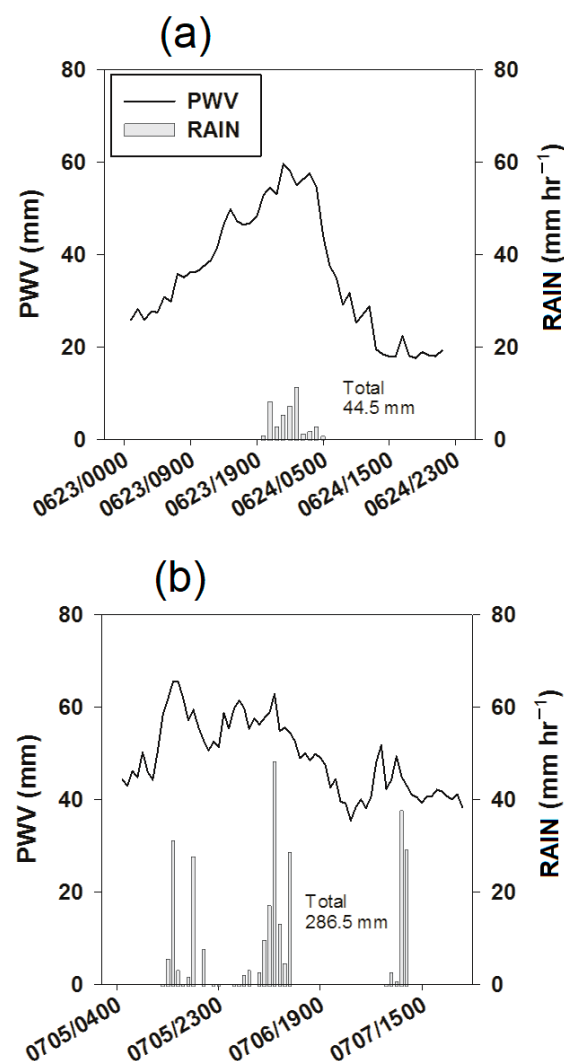 (a)
80
80
PWV
RAIN
60
60
PWV (mm)
RAIN (mm hr⁻¹)
40
40
20
20
Total
44.5 mm
0
0
0623/0000
0623/0900
0623/1900
0624/0500
0624/1500
0624/2300
(b)
80
80
60
60
PWV (mm)
RAIN (mm hr⁻¹)
40
40
20
20
Total
286.5 mm
0
0
0705/0400
0705/2300
0706/1900
0707/1500